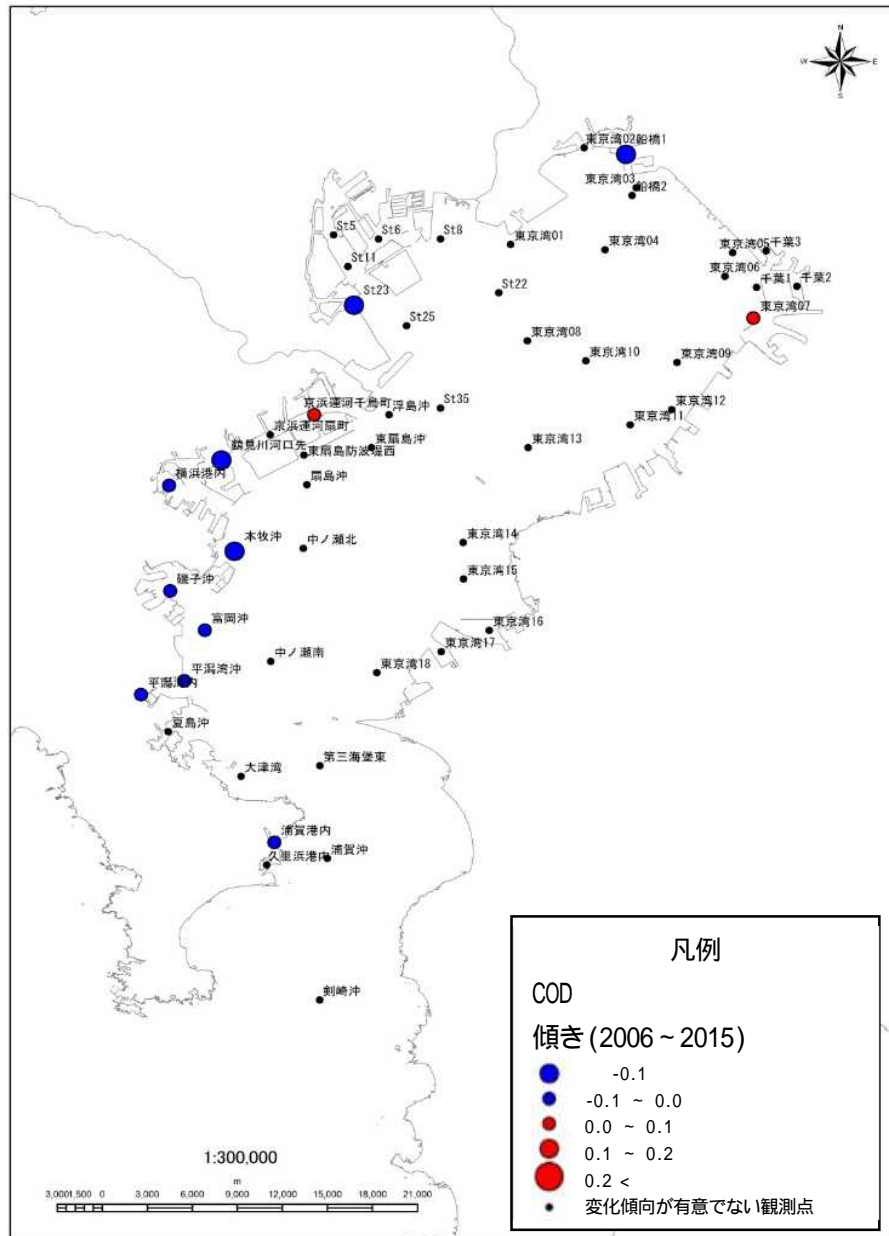 N
W E
S
東京湾02 船橋1
東京湾03
船橋2
St5
St6
St8
東京湾01
東京湾04
東京湾05
千葉3
St11
東京湾06
千葉1
千葉2
St23
St22
東京湾07
St25
東京湾08
東京湾10
東京湾09
京浜運河千鳥町
浮島沖
St35
東京湾12
京浜運河扇町
東京湾11
鶴見川河口先
東扇島沖
東扇島防波堤西
東京湾13
横浜港内
扇島沖
本牧沖
中ノ瀬北
東京湾14
磯子沖
東京湾15
富岡沖
東京湾16
中ノ瀬南
東京湾17
平潟湾沖
平潟湾内
東京湾18
夏島沖
大津湾
第三海堡東
浦賀港内
久里浜港内
浦賀沖
剣崎沖
凡例
COD
傾き(2006~2015)
-0.1
-0.1 ~ 0.0
0.0 ~ 0.1
0.1 ~ 0.2
0.2 <
変化傾向が有意でない観測点
1:300,000
m
3,000 1,500 0 3,000 6,000 9,000 12,000 15,000 18,000 21,000